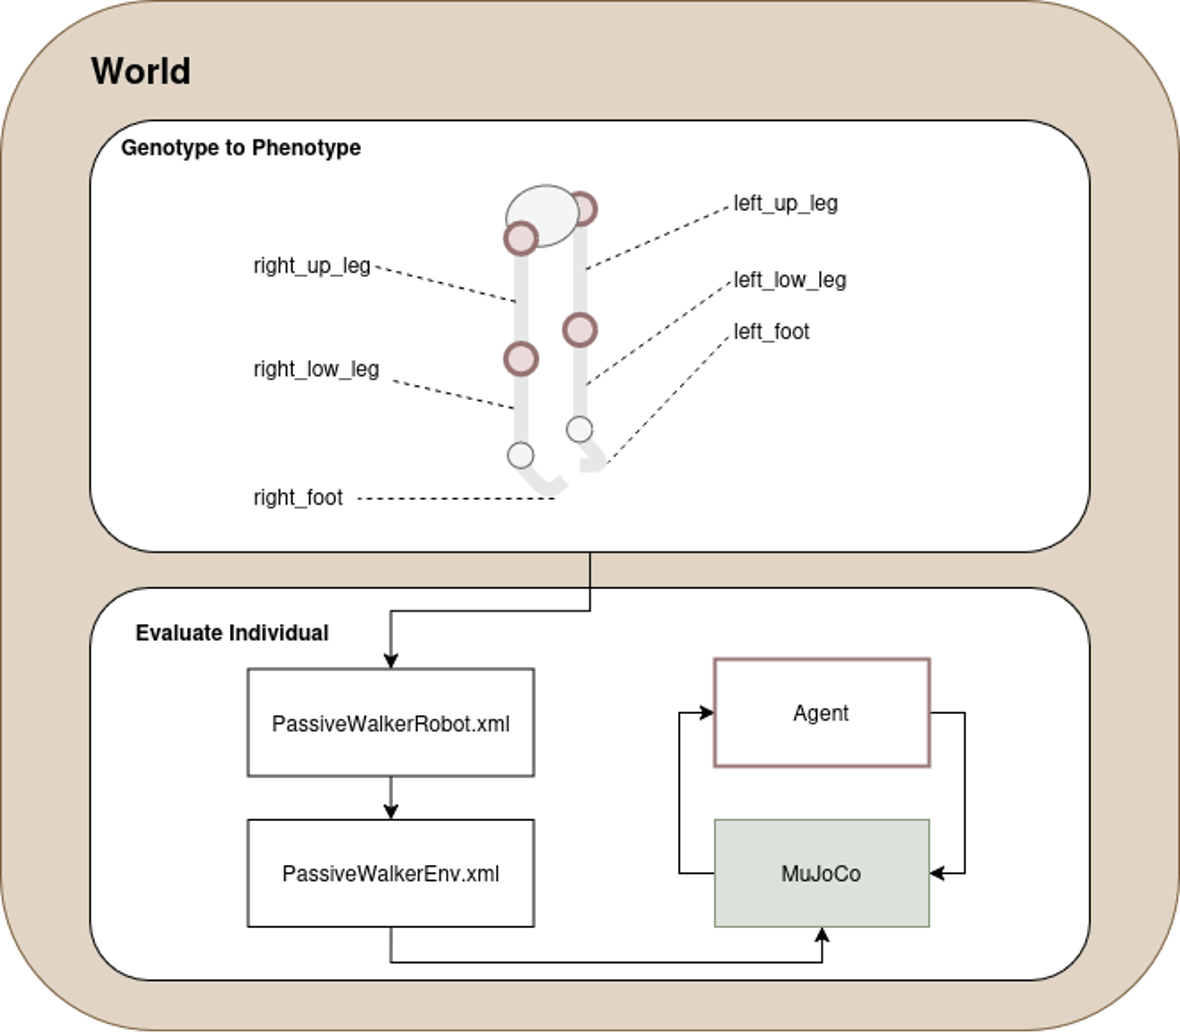 World
Genotype to Phenotype
left_up_leg
right_up_leg
left_low_leg
left_foot
right_low_leg
right_foot
Evaluate Individual
PassiveWalkerRobot.xml
Agent
PassiveWalkerEnv.xml
MuJoCo